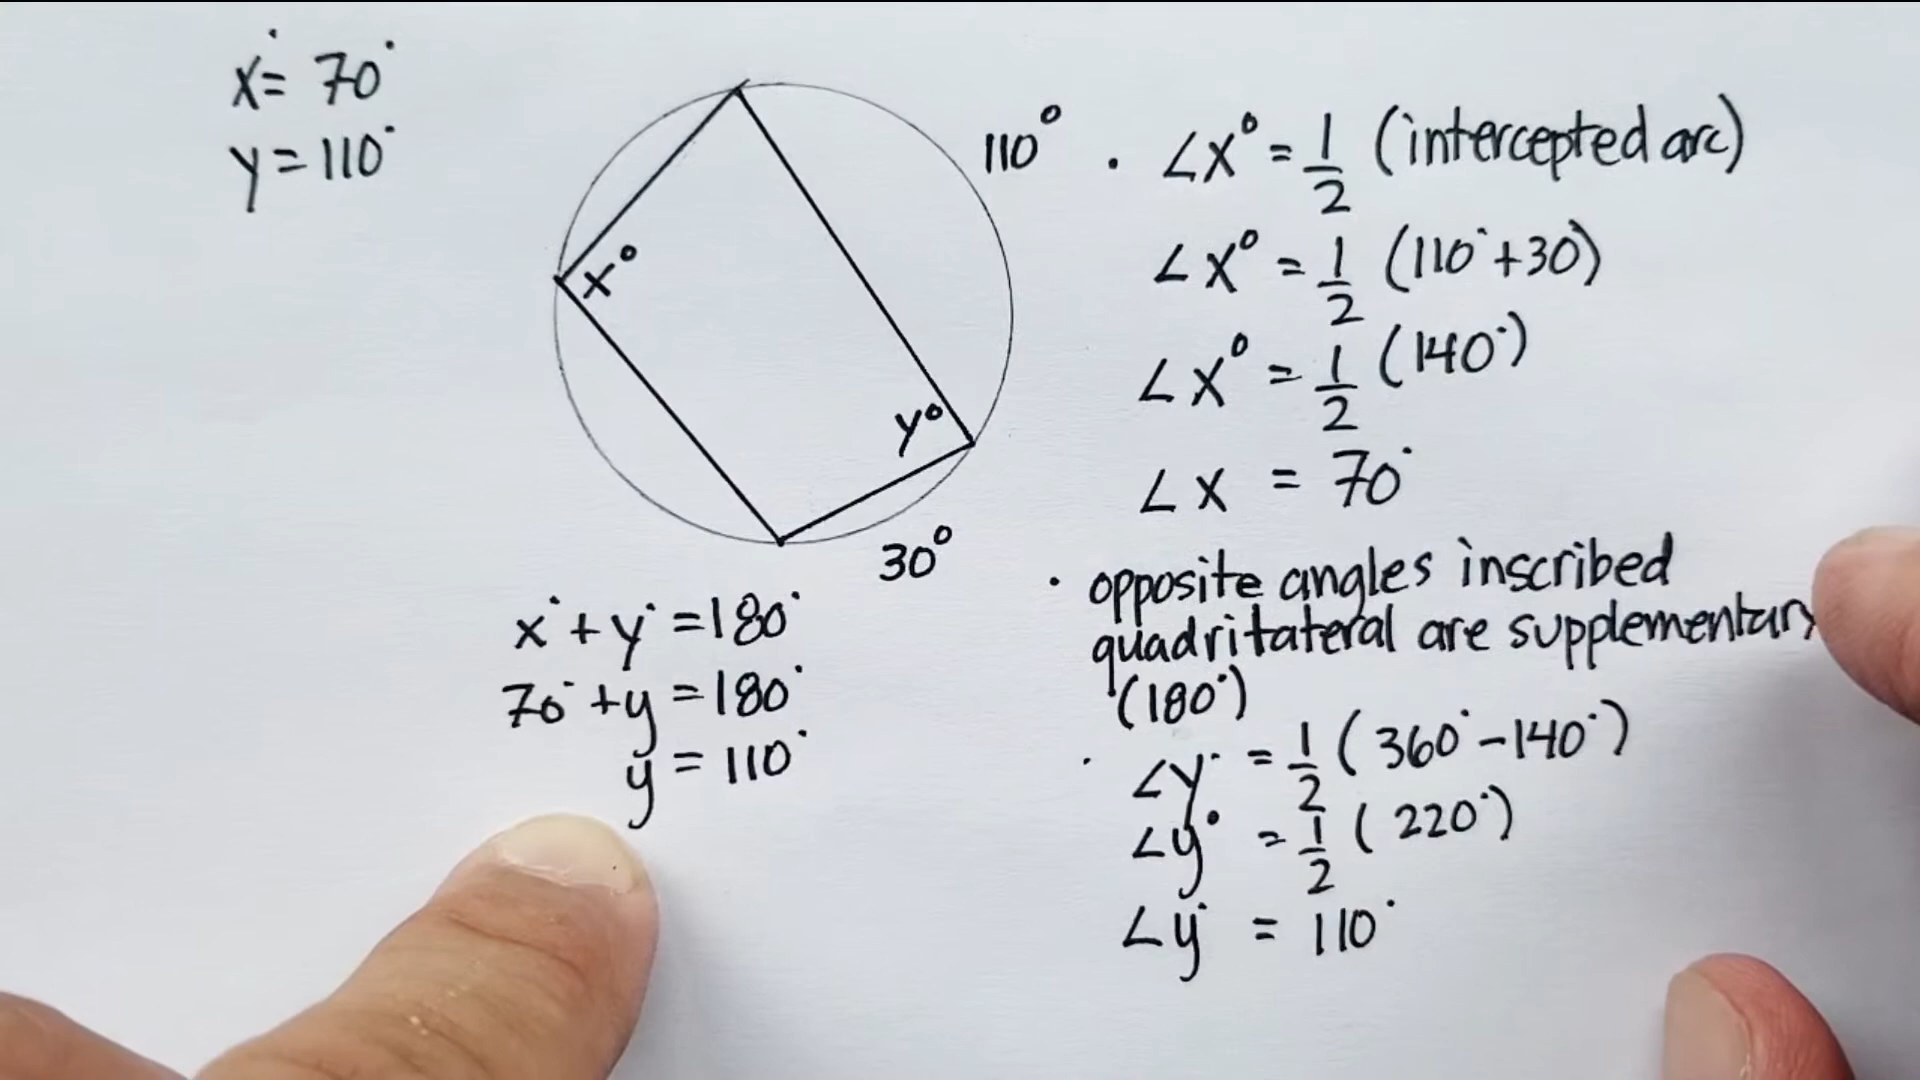 x° = 70°
y = 110°
110°
x°
y°
30°
x° + y° = 180°
70° + y = 180°
y = 110°
· ∠x° = 1/2 (intercepted arc)
∠x° = 1/2 (110° + 30)
∠x° = 1/2 (140°)
∠x = 70°
· opposite angles inscribed
quadritateral are supplementary
(180°)
· ∠y° = 1/2 (360° - 140°)
∠y° = 1/2 (220°)
∠y° = 110°